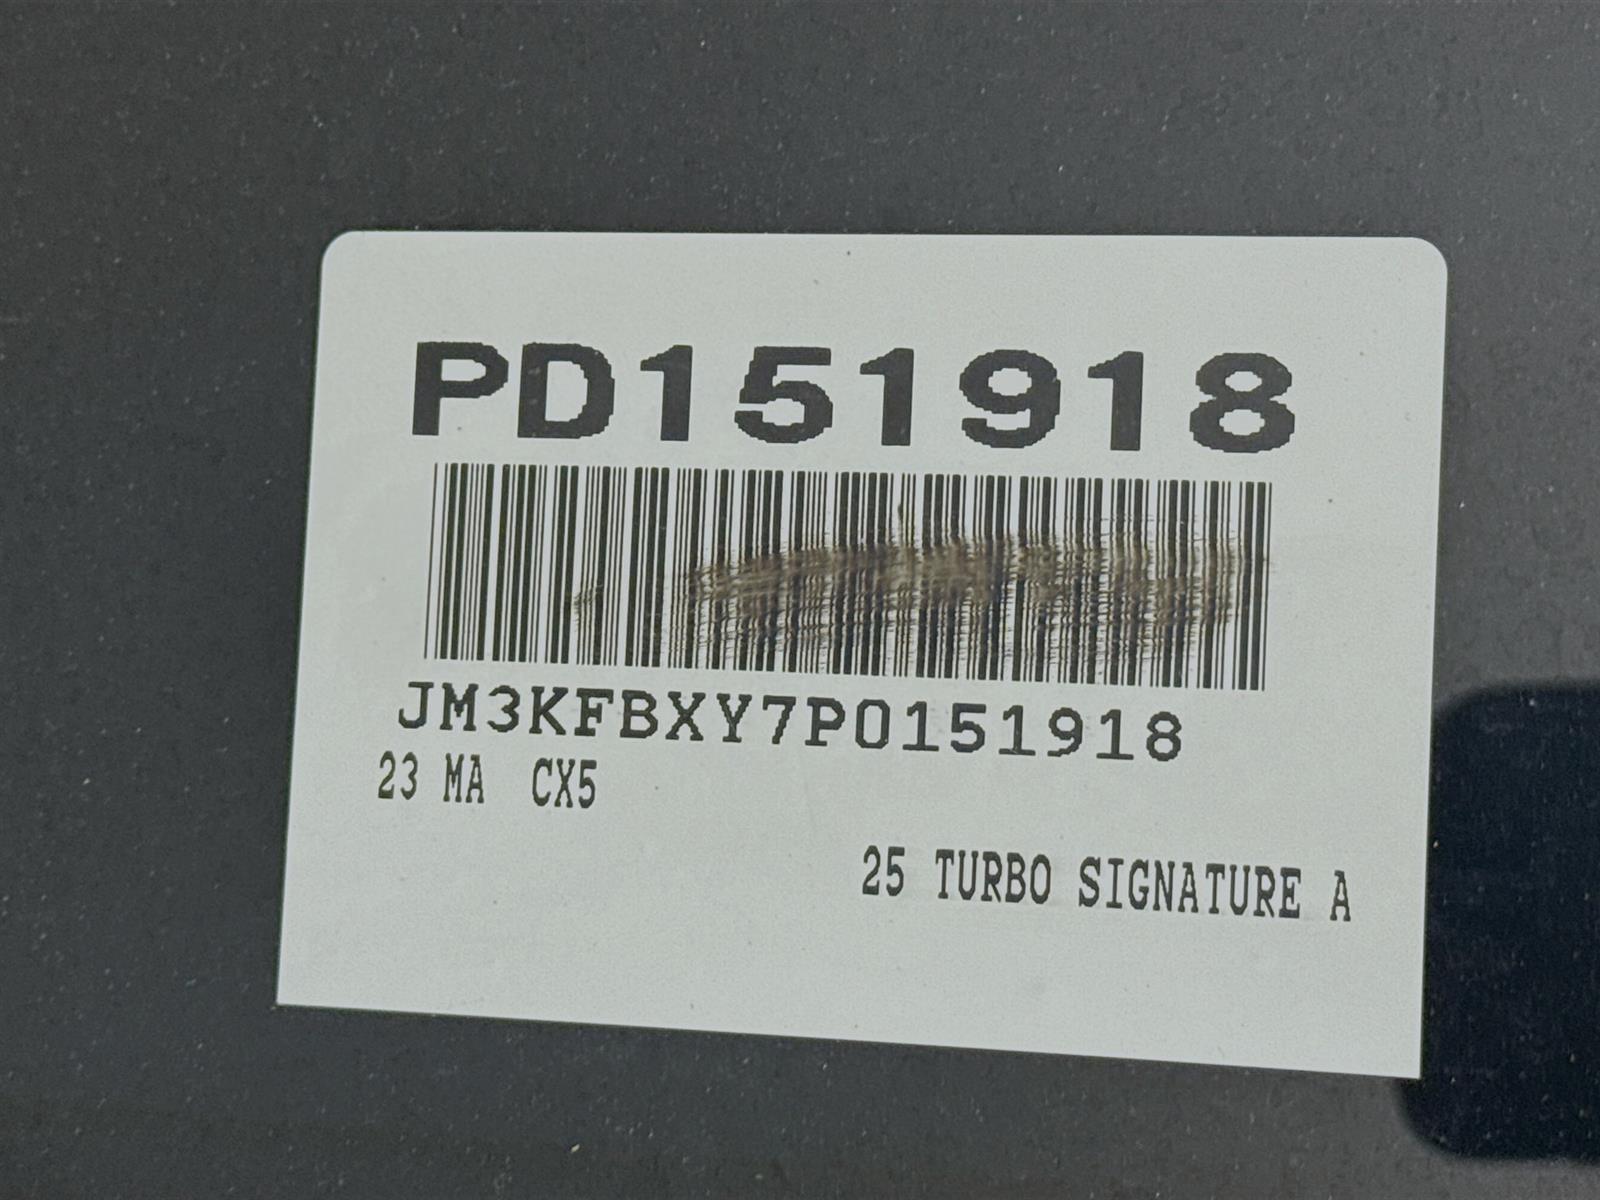 PD151918
JM3KFBXY7P0151918
23 MA CX5
25 TURBO SIGNATURE A